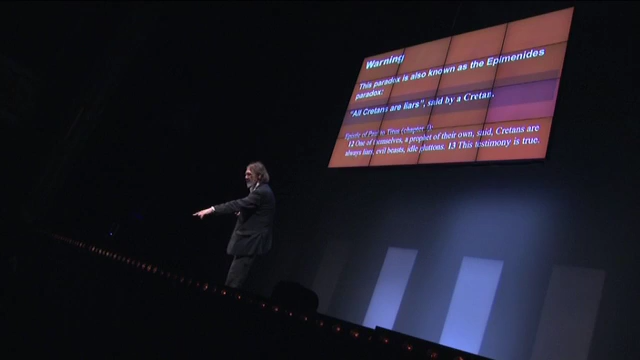 Warning
This paradox is also known as the Epimenides
paradox:
"All Cretans are liars", said by a Cretan.
Epistle of Paul to Titus (chapter 1):
12 One of themselves, a prophet of their own, said, Cretans are
always liars, evil beasts, idle gluttons. 13 This testimony is true.